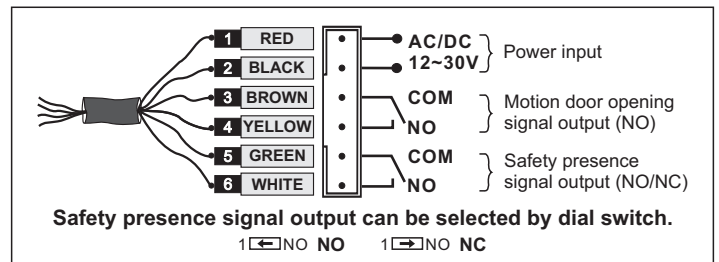 1 RED AC/DC
2 BLACK 12~30V Power input
3 BROWN COM Motion door opening
4 YELLOW NO signal output (NO)
5 GREEN COM Safety presence
6 WHITE NO signal output (NO/NC)
Safety presence signal output can be selected by dial switch.
1 ← NO NO 1 → NO NC